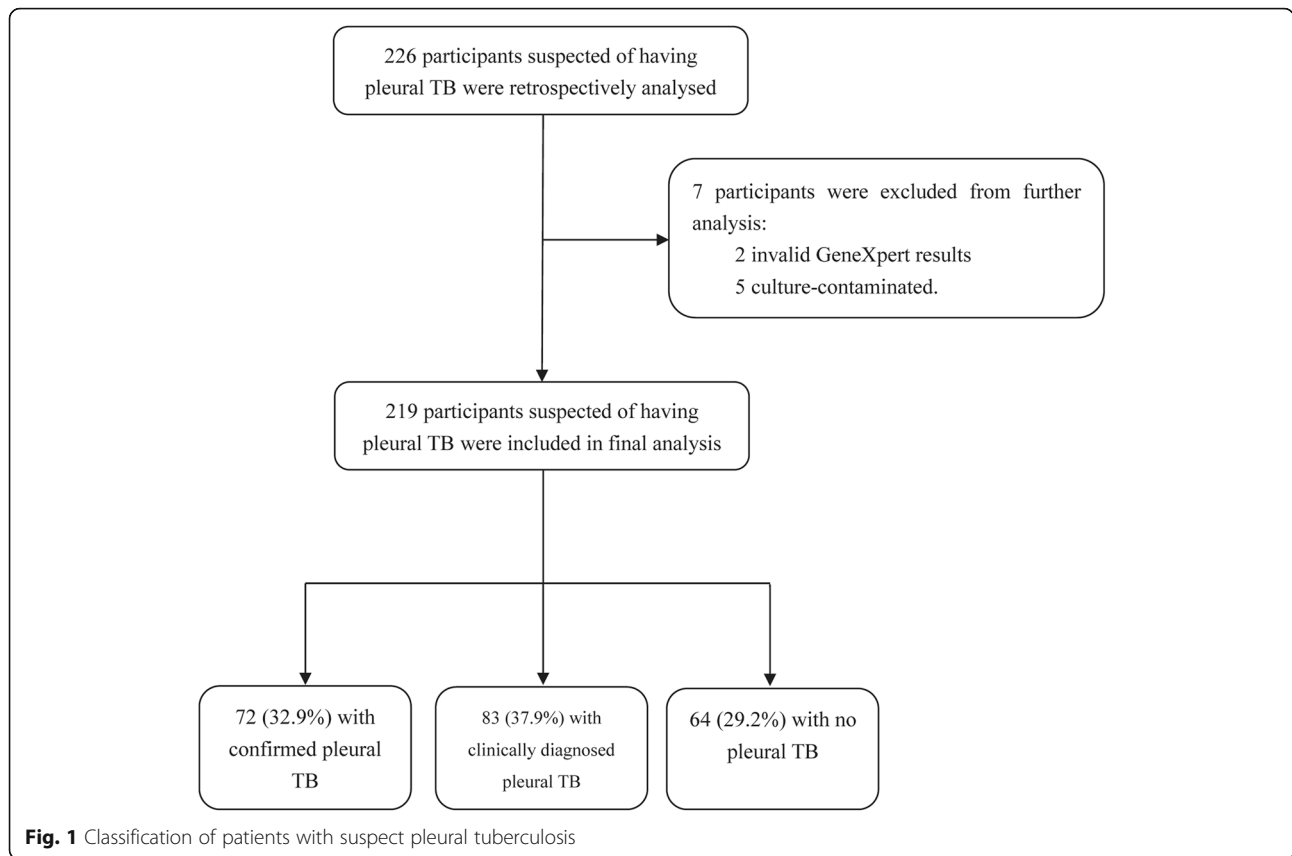 226 participants suspected of having
pleural TB were retrospectively analysed
7 participants were excluded from further
analysis:
2 invalid GeneXpert results
5 culture-contaminated.
219 participants suspected of having
pleural TB were included in final analysis
72 (32.9%) with
confirmed pleural
TB
83 (37.9%) with
clinically diagnosed
pleural TB
64 (29.2%) with no
pleural TB
Fig. 1 Classification of patients with suspect pleural tuberculosis